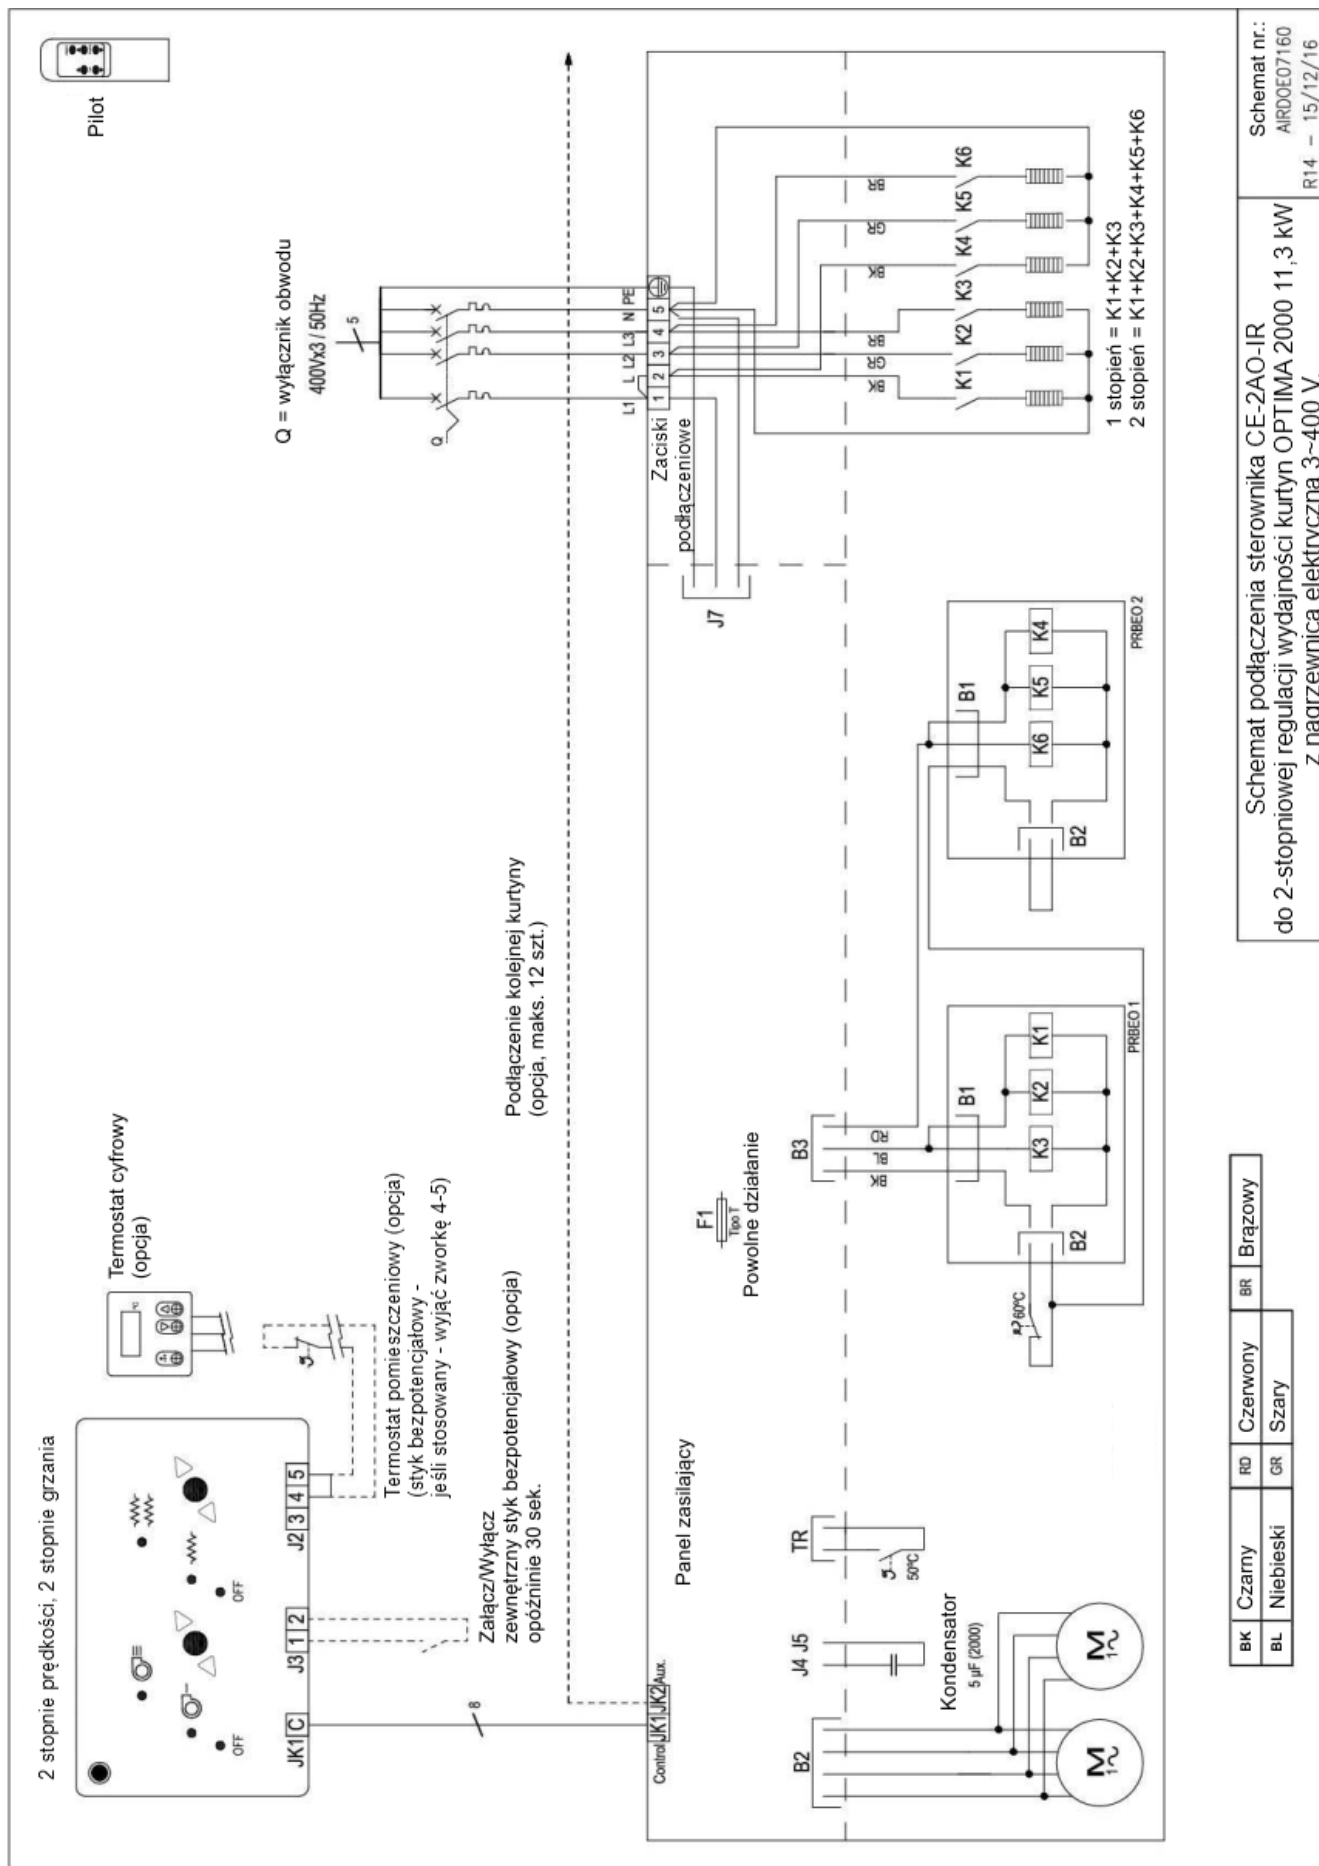 Pilot
2 stopnie prędkości, 2 stopnie grzania
OFF
OFF
JK1 C
J3 1 2
J2 3 4 5
Termostat cyfrowy
(opcja)
°C
Termostat pomieszczeniowy (opcja)
(styk bezpotencjałowy -
jeśli stosowany - wyjąć zworkę 4-5)
Załącz/Wyłącz
zewnętrzny styk bezpotencjałowy (opcja)
opóźninie 30 sek.
8
Podłączenie kolejnej kurtyny
(opcja, maks. 12 szt.)
Q = wyłącznik obwodu
400Vx3 / 50Hz
5
Q
L1 L L2 L3 N PE
1 2 3 4 5
Zaciski
podłączeniowe
J7
Control JK1 JK2 Aux.
Panel zasilający
F1
Tipo T
Powolne działanie
B2
J4 J5
TR
B3
50ºC
Kondensator
5 µF (2000)
M
1~
M
1~
BK BL RD
B1
K3 K2 K1
B2
60ºC
PRBEO 1
B1
K6 K5 K4
B2
PRBEO 2
BK GR BR BK GR BR
K1 K2 K3 K4 K5 K6
1 stopień = K1+K2+K3
2 stopień = K1+K2+K3+K4+K5+K6
BK Czarny RD Czerwony BR Brązowy
BL Niebieski GR Szary
Schemat podłączenia sterownika CE-2AO-IR
do 2-stopniowej regulacji wydajności kurtyn OPTIMA 2000 11,3 kW
z nagrzewnicą elektryczną 3~400 V.
Schemat nr.:
AIRDOE07160
R14 - 15/12/16